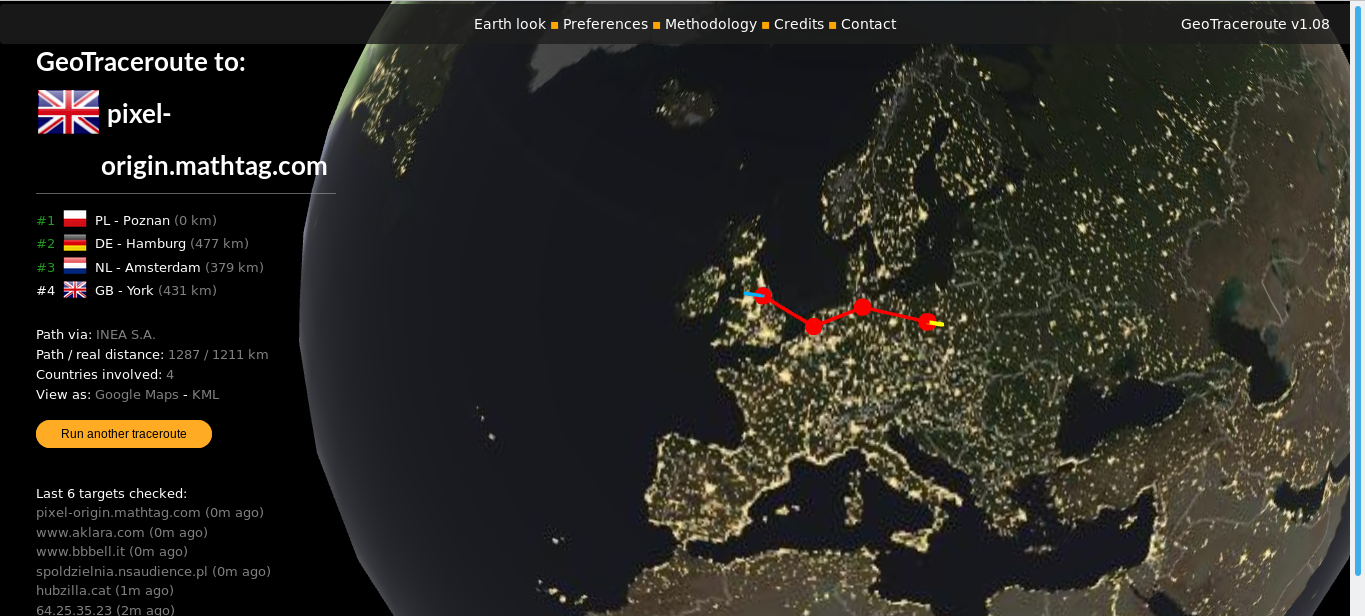 Earth look ■ Preferences ■ Methodology ■ Credits ■ Contact
GeoTraceroute v1.08
GeoTraceroute to:
pixel-
origin.mathtag.com
#1 PL - Poznan (0 km)
#2 DE - Hamburg (477 km)
#3 NL - Amsterdam (379 km)
#4 GB - York (431 km)
Path via: INEA S.A.
Path / real distance: 1287 / 1211 km
Countries involved: 4
View as: Google Maps - KML
Run another traceroute
Last 6 targets checked:
pixel-origin.mathtag.com (0m ago)
www.aklara.com (0m ago)
www.bbbell.it (0m ago)
spoldzielnia.nsaudience.pl (0m ago)
hubzilla.cat (1m ago)
64.25.35.23 (2m ago)